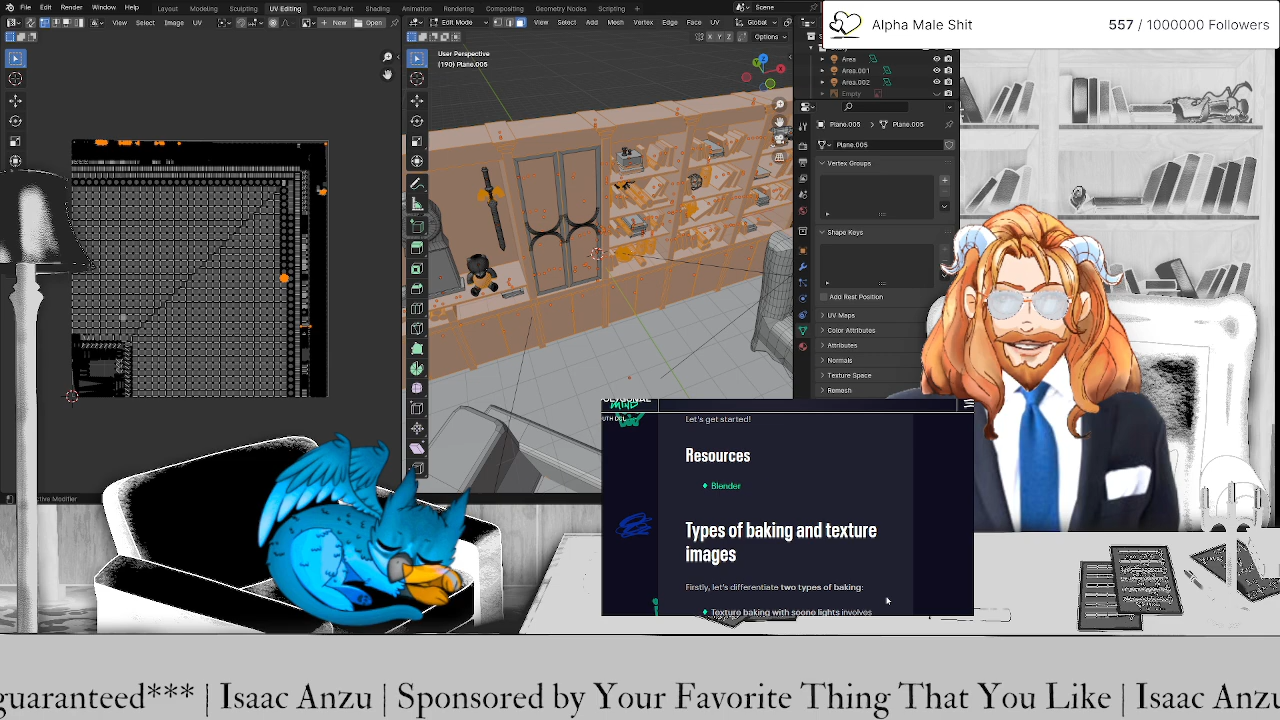 File Edit Render Window Help Layout Modeling Sculpting UV Editing Texture Paint Shading Animation Rendering Compositing Geometry Nodes Scripting Scene
View Select Image UV New Open Edit Mode View Select Add Mesh Vertex Edge Face UV Global
X Y Z Options
Alpha Male Shit 557 / 1000000 Followers
User Perspective
(190) Plane.005
Area
Area.001
Area.002
Empty
Plane.005 > Plane.005
Plane.005
Vertex Groups
Shape Keys
Add Rest Position
UV Maps
Color Attributes
Attributes
Normals
Texture Space
Remesh
MIND
Let's get started!
Resources
Blender
Types of baking and texture
images
Firstly, let's differentiate two types of baking:
Texture baking with scene lights involves
Active Modifier
guaranteed*** | Isaac Anzu | Sponsored by Your Favorite Thing That You Like | Isaac Anzu